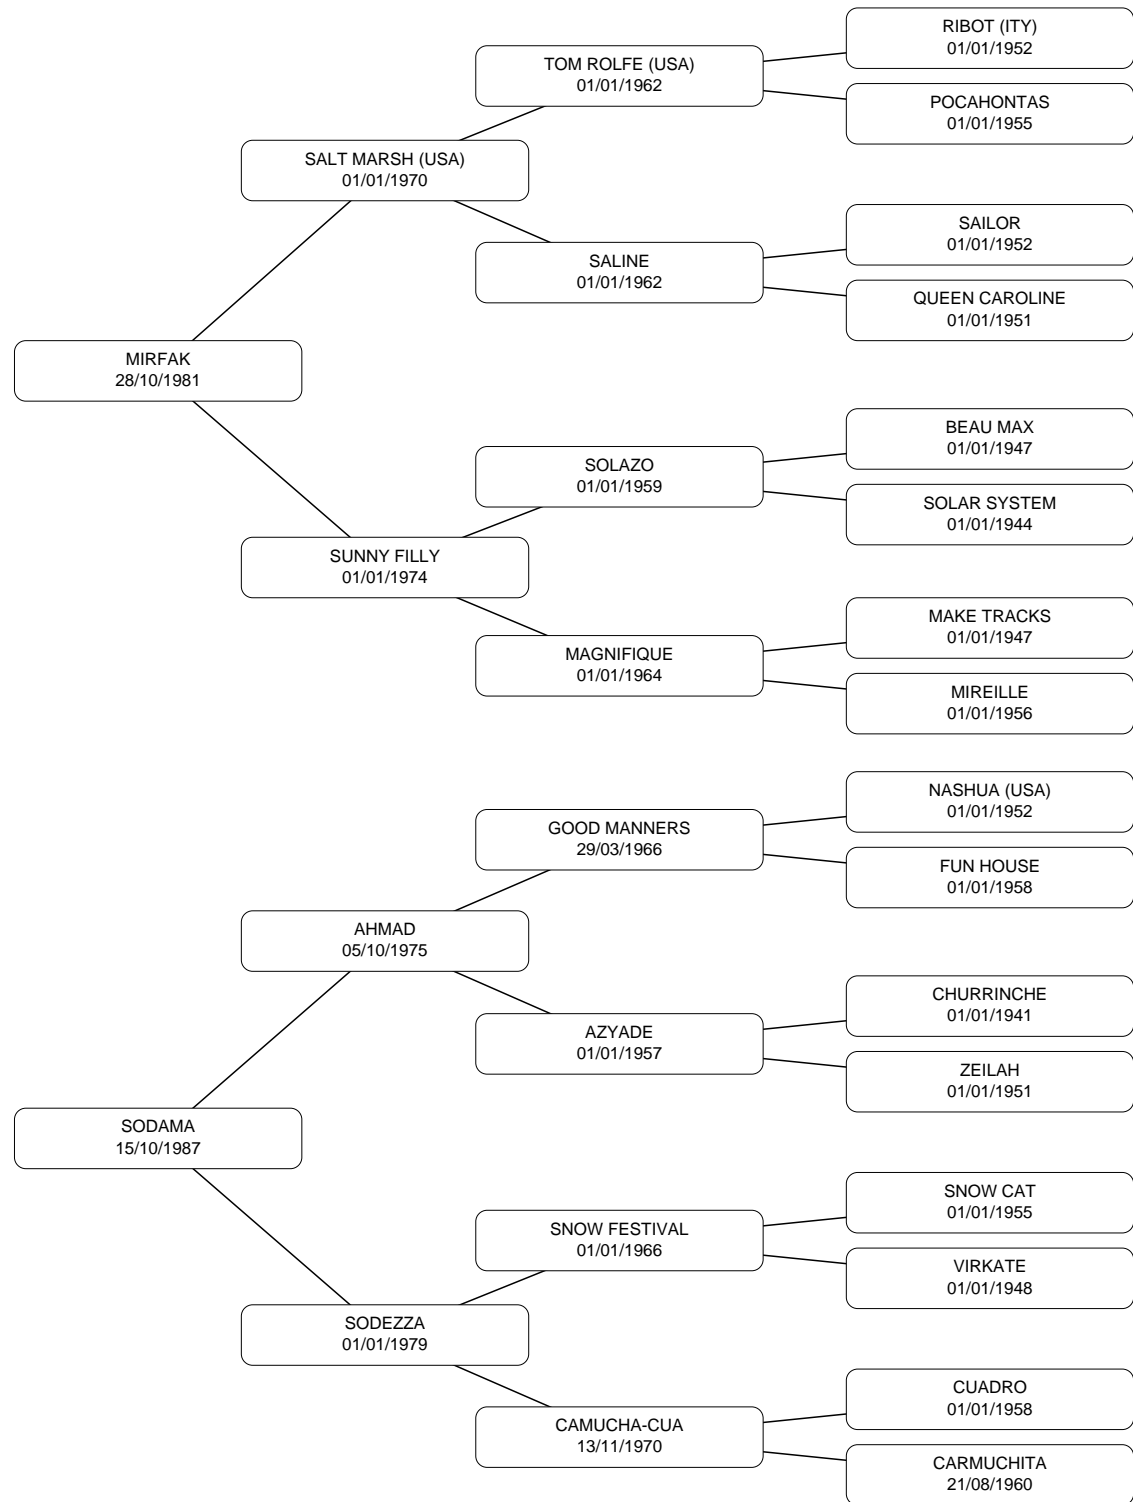 RIBOT (ITY)
01/01/1952
TOM ROLFE (USA)
01/01/1962
POCAHONTAS
01/01/1955
SALT MARSH (USA)
01/01/1970
SAILOR
01/01/1952
SALINE
01/01/1962
QUEEN CAROLINE
01/01/1951
MIRFAK
28/10/1981
BEAU MAX
01/01/1947
SOLAZO
01/01/1959
SOLAR SYSTEM
01/01/1944
SUNNY FILLY
01/01/1974
MAKE TRACKS
01/01/1947
MAGNIFIQUE
01/01/1964
MIREILLE
01/01/1956
NASHUA (USA)
01/01/1952
GOOD MANNERS
29/03/1966
FUN HOUSE
01/01/1958
AHMAD
05/10/1975
CHURRINCHE
01/01/1941
AZYADE
01/01/1957
ZEILAH
01/01/1951
SODAMA
15/10/1987
SNOW CAT
01/01/1955
SNOW FESTIVAL
01/01/1966
VIRKATE
01/01/1948
SODEZZA
01/01/1979
CUADRO
01/01/1958
CAMUCHA-CUA
13/11/1970
CARMUCHITA
21/08/1960